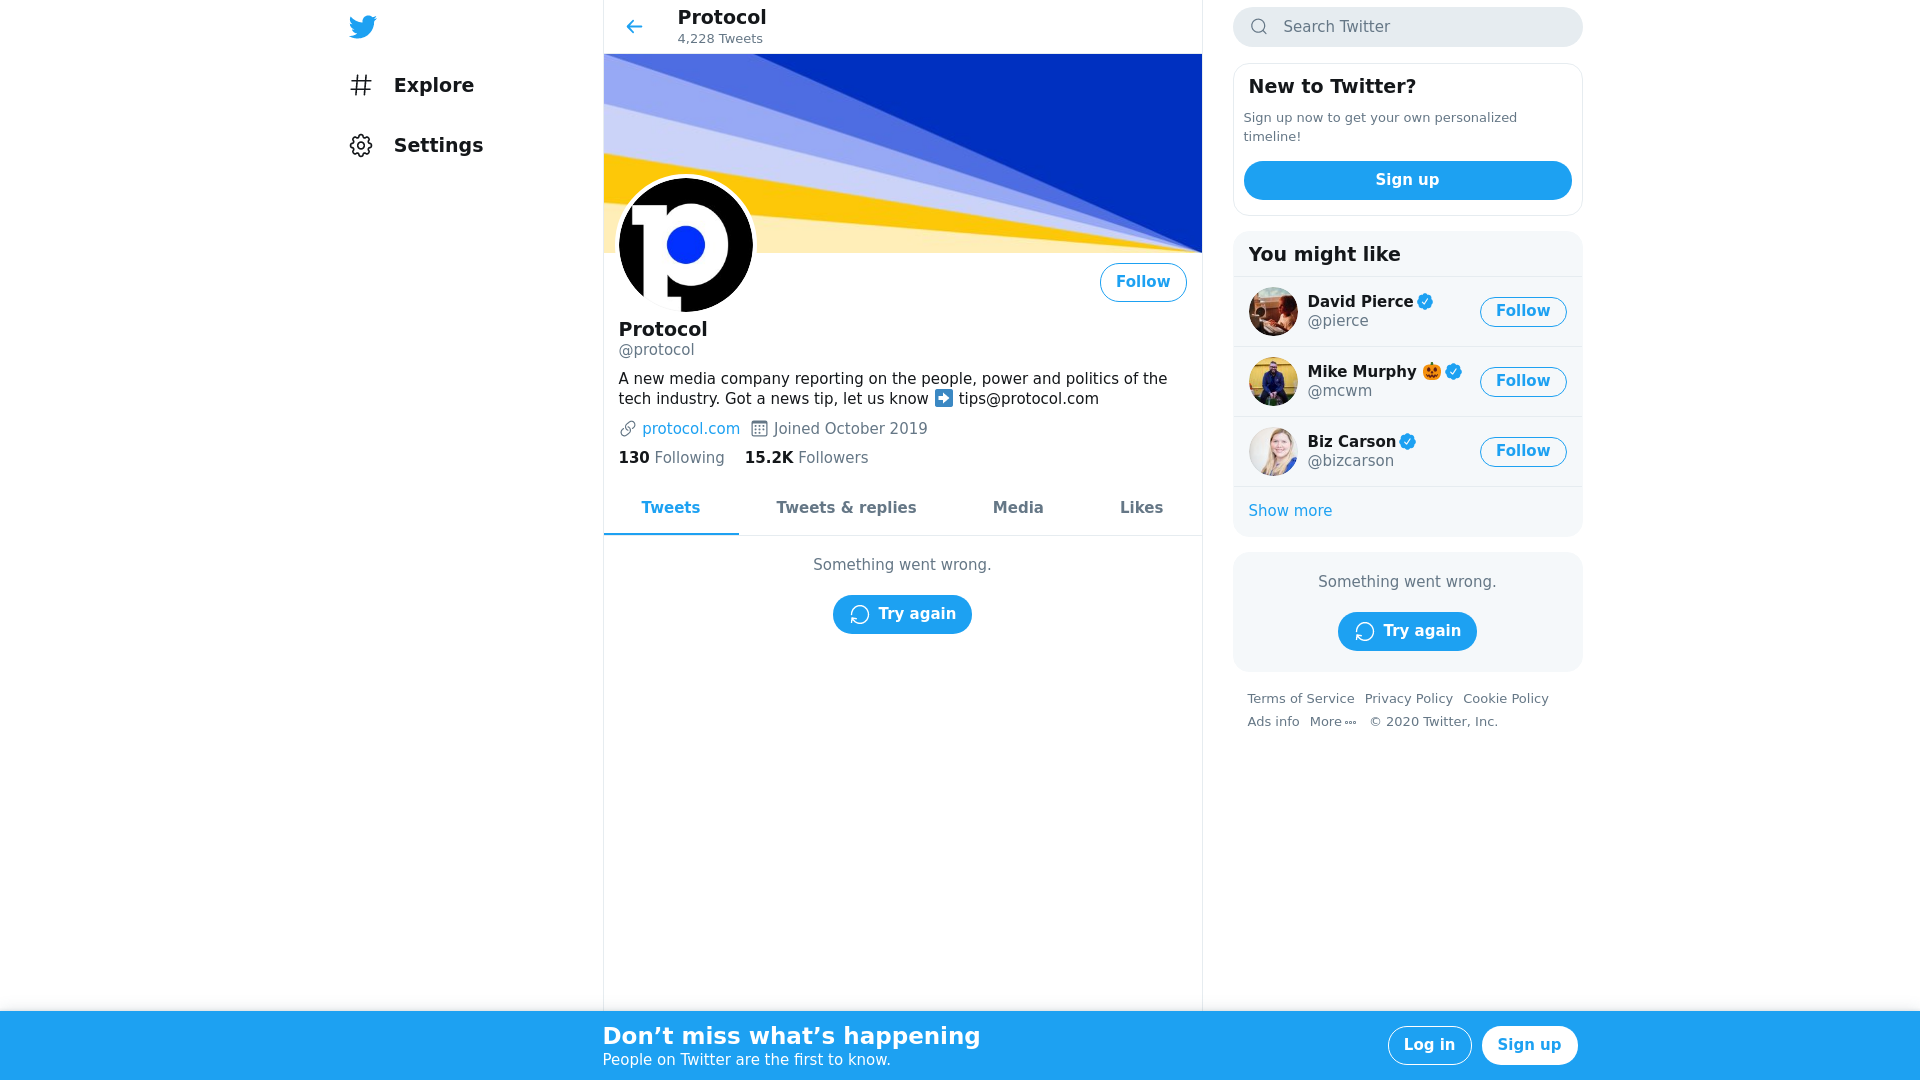 Explore
Settings
Protocol
4,228 Tweets
Follow
Protocol
@protocol
A new media company reporting on the people, power and politics of the
tech industry. Got a news tip, let us know ➡ tips@protocol.com
protocol.com Joined October 2019
130 Following 15.2K Followers
Tweets Tweets & replies Media Likes
Something went wrong.
Try again
Search Twitter
New to Twitter?
Sign up now to get your own personalized
timeline!
Sign up
You might like
David Pierce
@pierce
Follow
Mike Murphy 🎃
@mcwm
Follow
Biz Carson
@bizcarson
Follow
Show more
Something went wrong.
Try again
Terms of Service Privacy Policy Cookie Policy
Ads info More © 2020 Twitter, Inc.
Don’t miss what’s happening
People on Twitter are the first to know.
Log in
Sign up